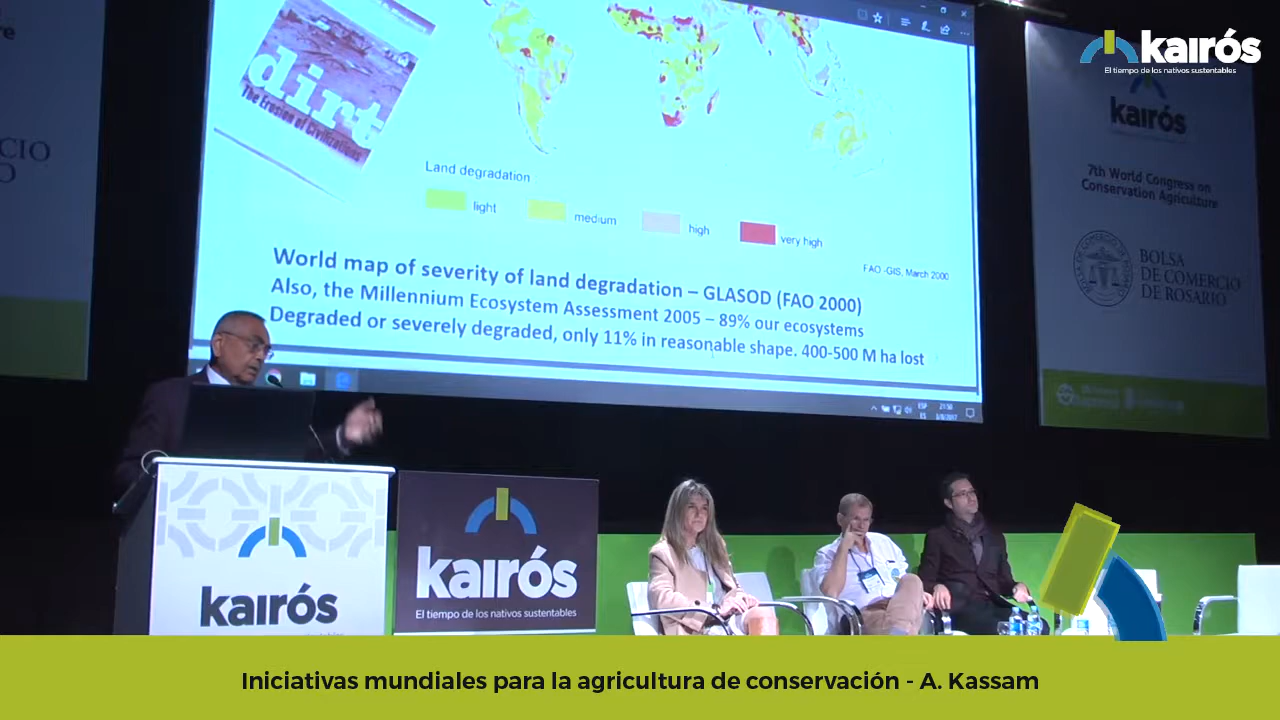 dirt
The Erosion of Civilizations
Land degradation
light
medium
high
very high
FAO -GIS, March 2000
World map of severity of land degradation – GLASOD (FAO 2000)
Also, the Millennium Ecosystem Assessment 2005 – 89% our ecosystems
Degraded or severely degraded, only 11% in reasonable shape. 400-500 M ha lost
ESP
ES
21:50
kairós
El tiempo de los nativos sustentables
kairós
7th World Congress on
Conservation Agriculture
BOLSA
DE COMERCIO
DE ROSARIO
kairós
kairós
El tiempo de los nativos sustentables
Iniciativas mundiales para la agricultura de conservación - A. Kassam